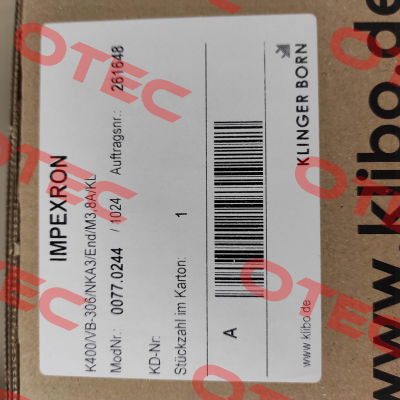 IMPEXRON
K400/VB-306/NKA3/End/M3,8A/KL
ModNr.: 0077.0244 / 1024 Auftragsnr.: 261648
KD-Nr.
Stückzahl im Karton: 1
A
KLINGER BORN
www.klibo.de
www.klibo.de
OTEC
OTEC
OTEC
OTEC